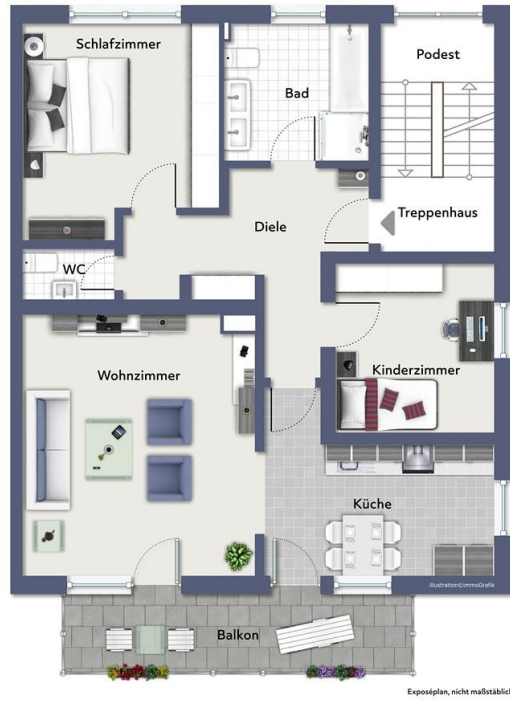 Schlafzimmer
Podest
Bad
Treppenhaus
Diele
WC
Kinderzimmer
Wohnzimmer
Küche
Illustration©immoGrafik
Balkon
Exposéplan, nicht maßstäblich